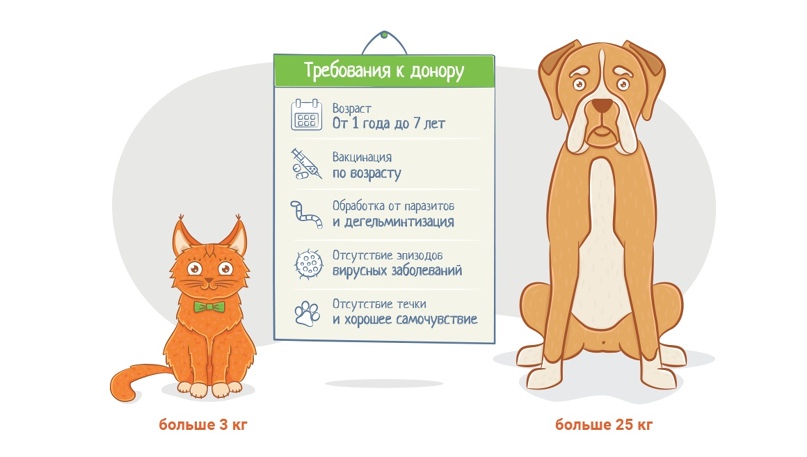 Требования к донору
Возраст
От 1 года до 7 лет
Вакцинация
по возрасту
Обработка от паразитов
и дегельминтизация
Отсутствие эпизодов
вирусных заболеваний
Отсутствие течки
и хорошее самочувствие
больше 3 кг
больше 25 кг